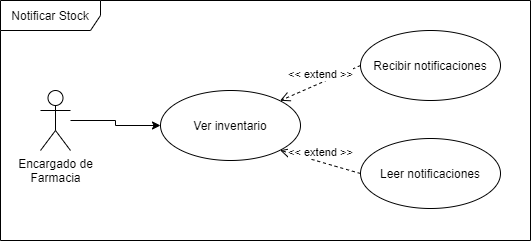 Notificar Stock
Recibir notificaciones
<< extend >>
Ver inventario
<< extend >>
Leer notificaciones
Encargado de
Farmacia